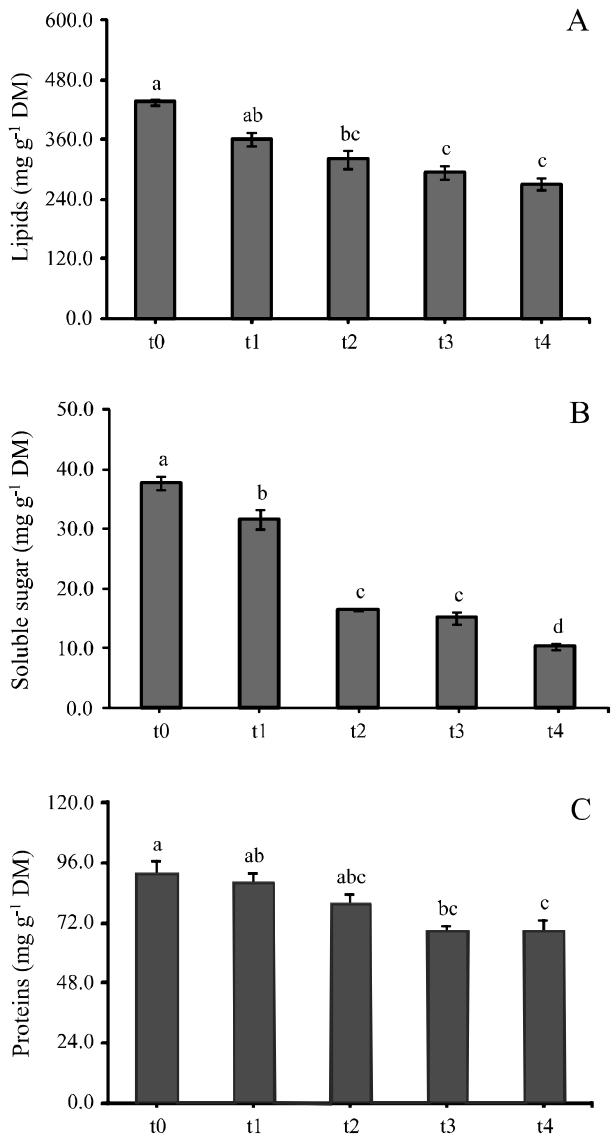 A
Lipids (mg g⁻¹ DM)
600.0
480.0
360.0
240.0
120.0
0.0
a
ab
bc
c
c
t0
t1
t2
t3
t4
B
Soluble sugar (mg g⁻¹ DM)
50.0
40.0
30.0
20.0
10.0
0.0
a
b
c
c
d
t0
t1
t2
t3
t4
C
Proteins (mg g⁻¹ DM)
120.0
96.0
72.0
48.0
24.0
0.0
a
ab
abc
bc
c
t0
t1
t2
t3
t4